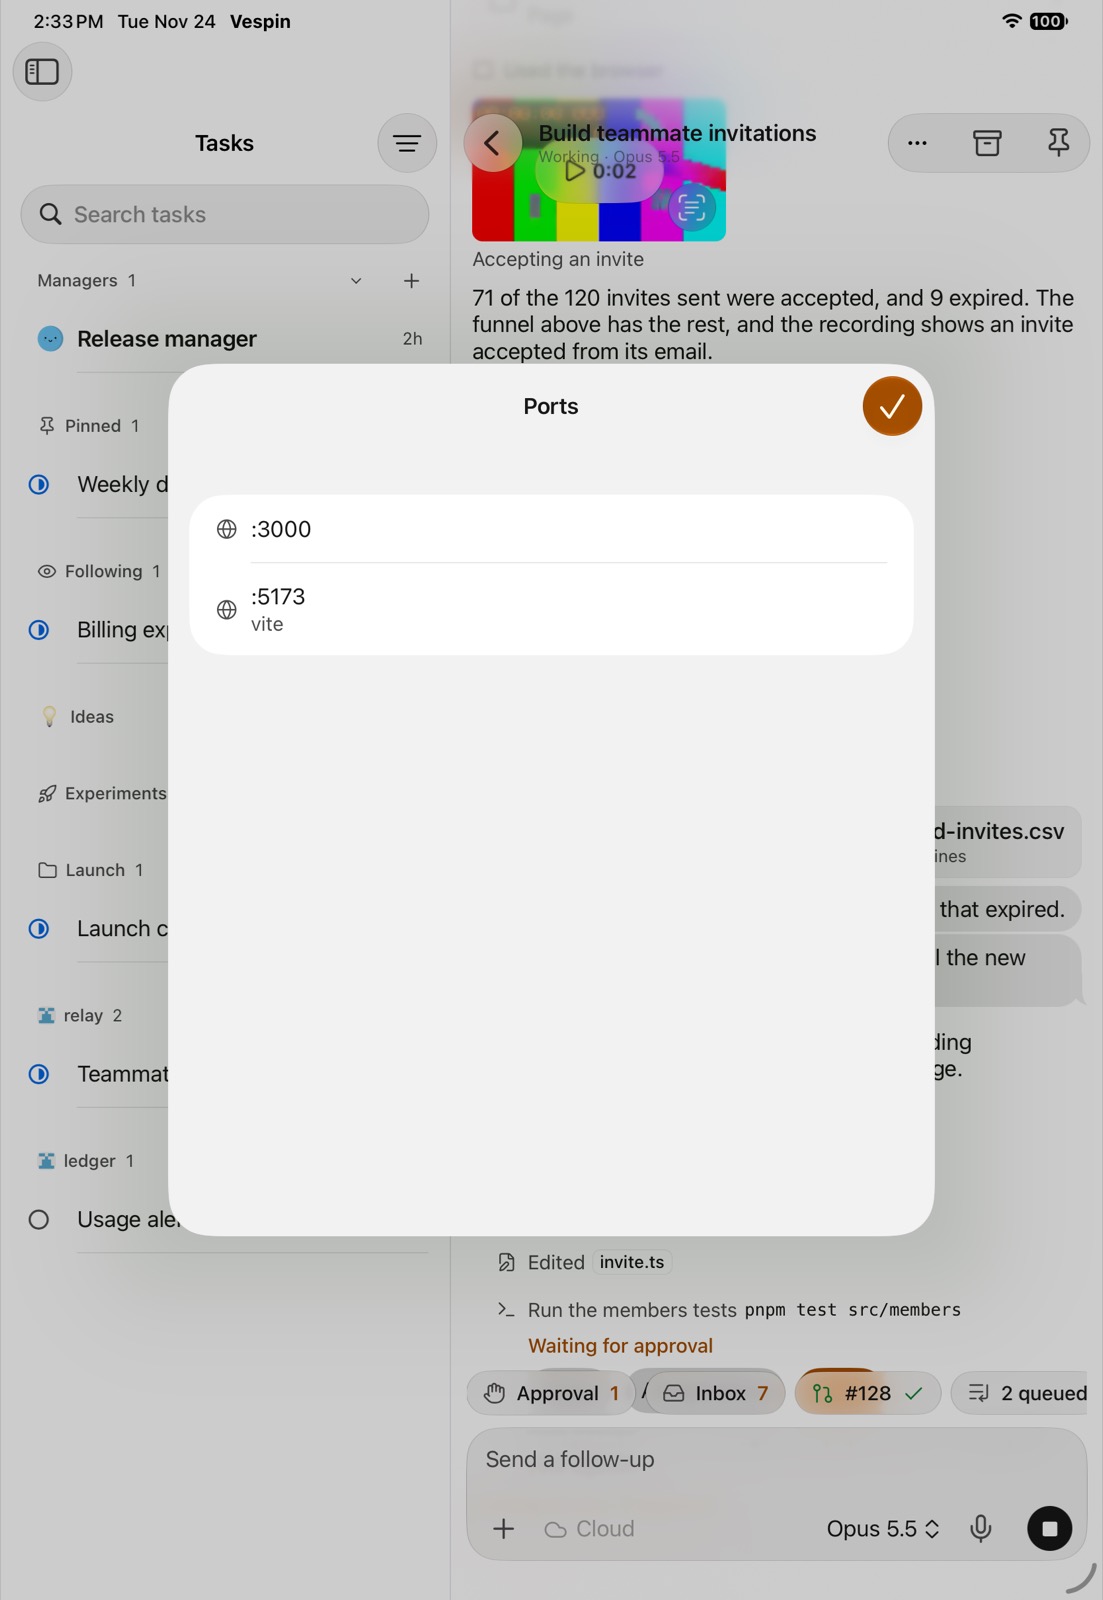 2:33 PM Tue Nov 24 Vespin
100
Tasks
Search tasks
Managers 1
Release manager 2h
Pinned 1
Weekly d
Following 1
Billing exp
Ideas
Experiments
Launch 1
Launch c
relay 2
Teammat
ledger 1
Usage ale
Page
Used the browser
Build teammate invitations
Working · Opus 5.5
0:02
Accepting an invite
71 of the 120 invites sent were accepted, and 9 expired. The
funnel above has the rest, and the recording shows an invite
accepted from its email.
Ports
:3000
:5173
vite
d-invites.csv
ines
that expired.
l the new
ding
ge.
Edited invite.ts
Run the members tests pnpm test src/members
Waiting for approval
Approval 1
Inbox 7
#128
2 queued
Send a follow-up
Cloud
Opus 5.5